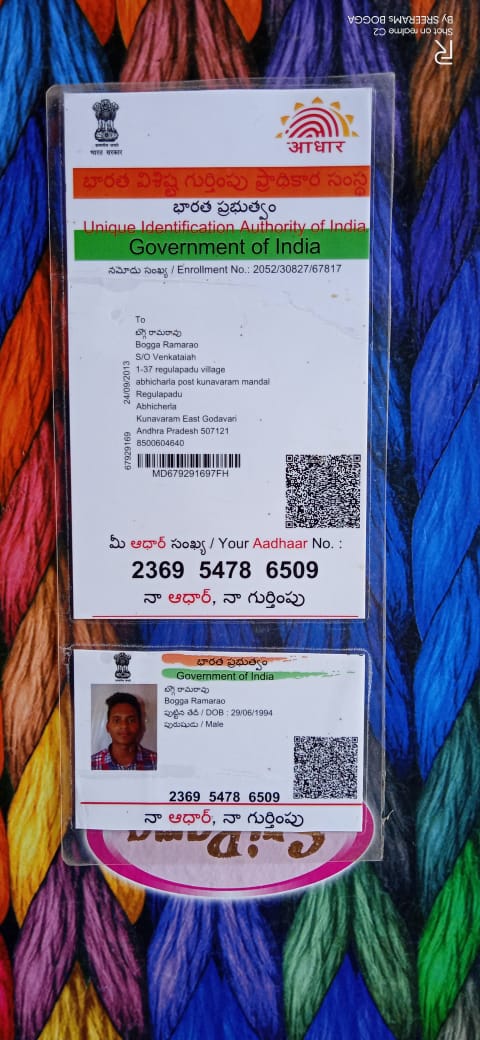 Shot on realme C2
By SREERAMs BOGGA
भारत सरकार
आधार
భారత విశిష్ట గుర్తింపు ప్రాధికార సంస్థ
భారత ప్రభుత్వం
Unique Identification Authority of India
Government of India
నమోదు సంఖ్య / Enrollment No.: 2052/30827/67817
To
బొగ్గె రామరావు
Bogga Ramarao
S/O Venkataiah
1-37 regulapadu village
abhicharla post kunavaram mandal
Regulapadu
Abhicherla
Kunavaram East Godavari
Andhra Pradesh 507121
8500604640
24/09/2013
67929169
MD679291697FH
మీ ఆధార్ సంఖ్య / Your Aadhaar No. :
2369 5478 6509
నా ఆధార్, నా గుర్తింపు
భారత ప్రభుత్వం
Government of India
బొగ్గె రామరావు
Bogga Ramarao
పుట్టిన తేదీ / DOB : 29/06/1994
పురుషుడు / Male
2369 5478 6509
నా ఆధార్, నా గుర్తింపు